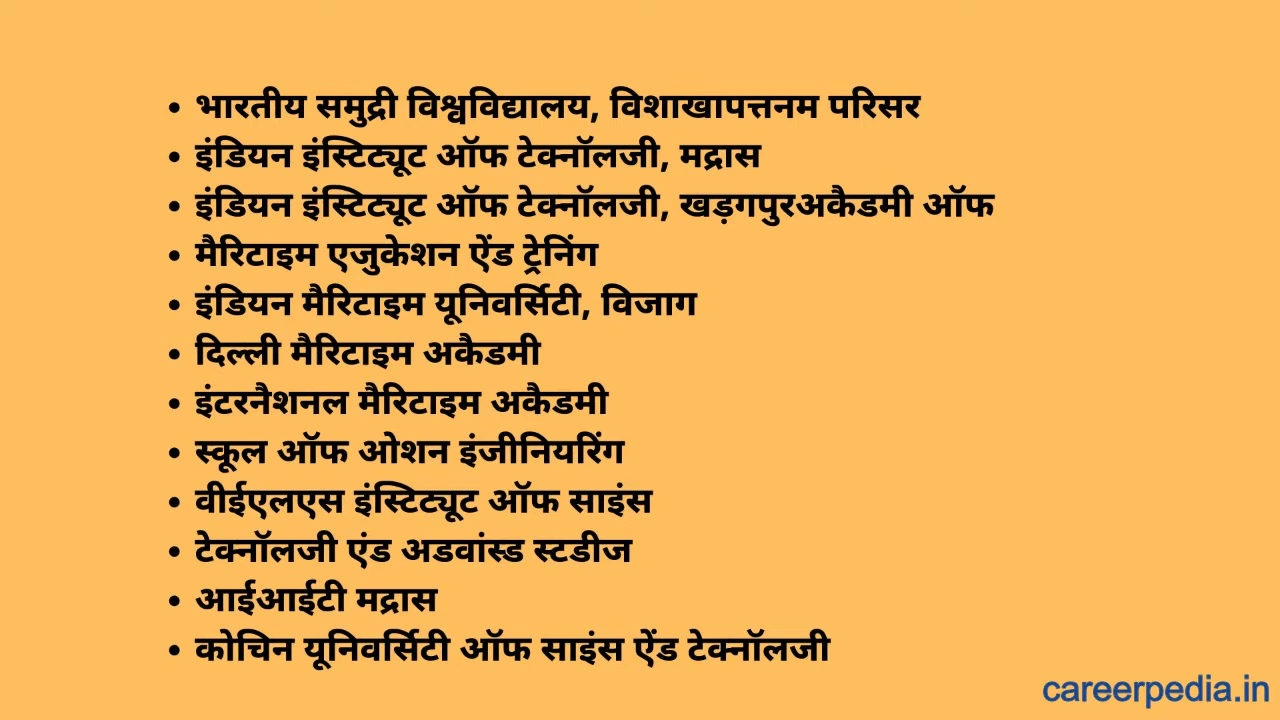 • भारतीय समुद्री विश्वविद्यालय, विशाखापत्तनम परिसर
• इंडियन इंस्टिट्यूट ऑफ टेक्नॉलजी, मद्रास
• इंडियन इंस्टिट्यूट ऑफ टेक्नॉलजी, खड़गपुरअकैडमी ऑफ
• मैरिटाइम एजुकेशन ऐंड ट्रेनिंग
• इंडियन मैरिटाइम यूनिवर्सिटी, विजाग
• दिल्ली मैरिटाइम अकैडमी
• इंटरनैशनल मैरिटाइम अकैडमी
• स्कूल ऑफ ओशन इंजीनियरिंग
• वीईएलएस इंस्टिट्यूट ऑफ साइंस
• टेक्नॉलजी एंड अडवांस्ड स्टडीज
• आईआईटी मद्रास
• कोचिन यूनिवर्सिटी ऑफ साइंस ऐंड टेक्नॉलजी
careerpedia.in